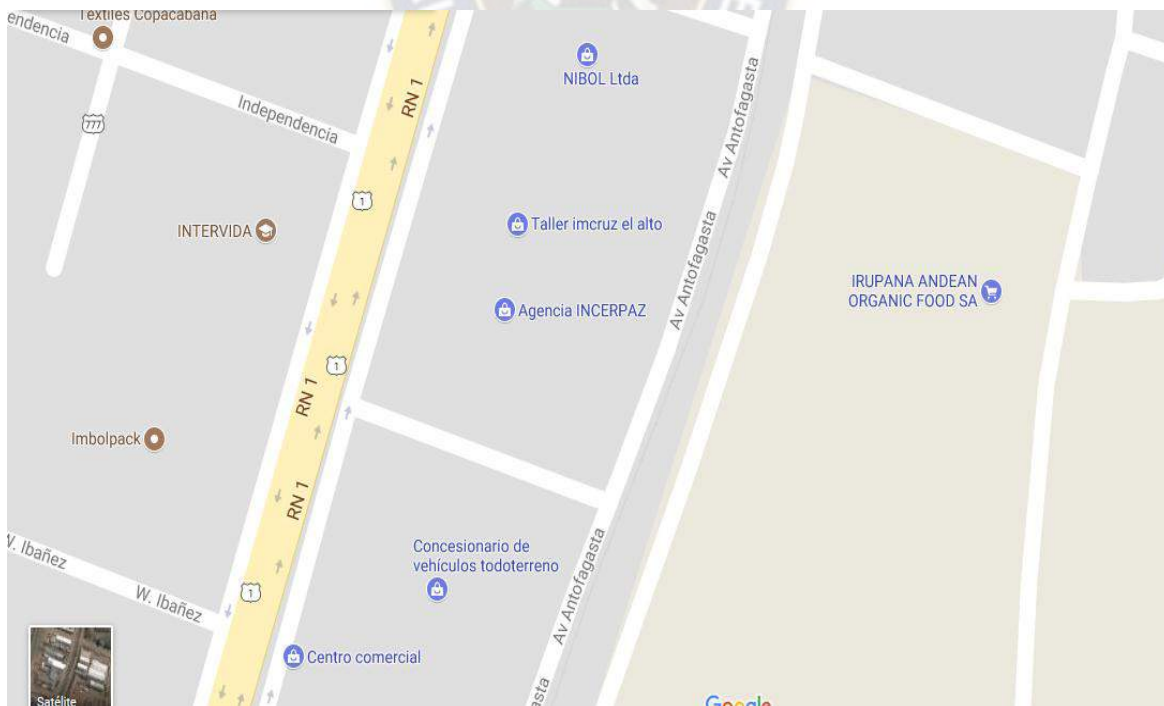 Textiles Copacabana
endencia
RN 1
NIBOL Ltda
777
Independencia
Av Antofagasta
1
INTERVIDA
Taller imcruz el alto
Av Antofagasta
IRUPANA ANDEAN
ORGANIC FOOD SA
Agencia INCERPAZ
1
RN 1
Imbolpack
RN 1
Concesionario de
vehículos todoterreno
W. Ibañez
Av Antofagasta
W. Ibañez
1
Centro comercial
asta
Satélite
Google